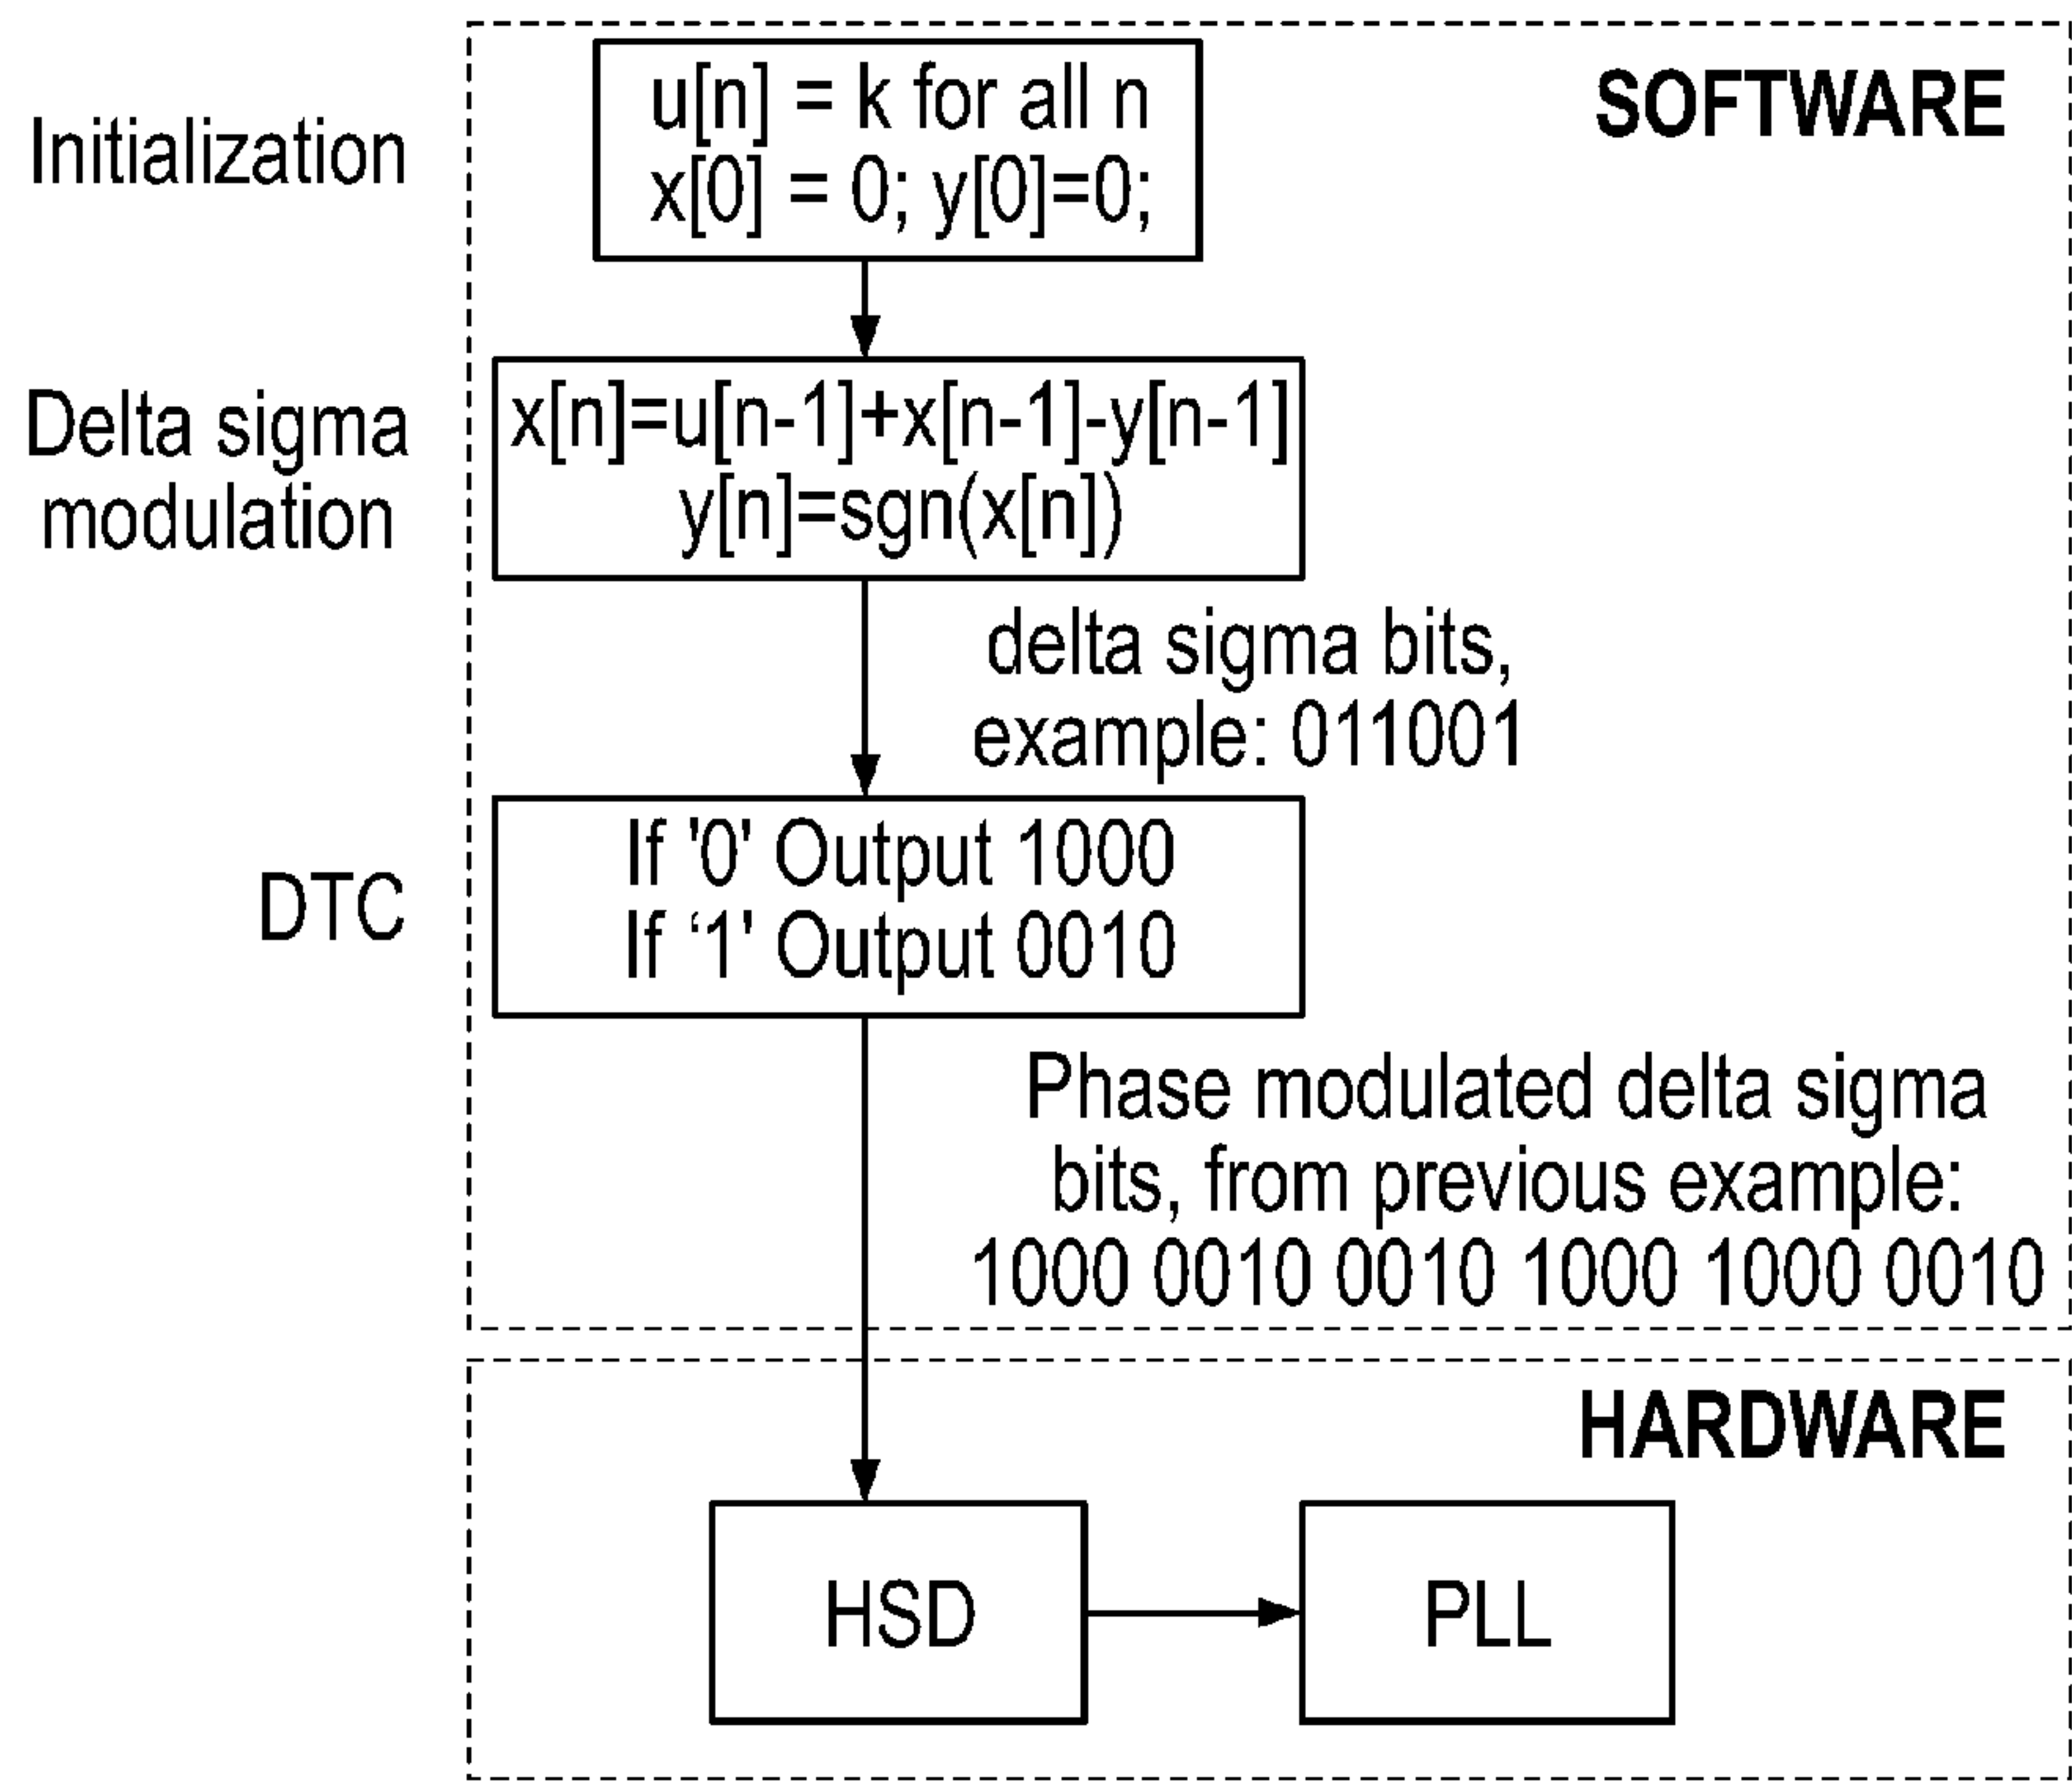 SOFTWARE
Initialization
u[n] = k for all n
x[0] = 0; y[0]=0;
Delta sigma
modulation
x[n]=u[n-1]+x[n-1]-y[n-1]
y[n]=sgn(x[n])
delta sigma bits,
example: 011001
DTC
If '0' Output 1000
If ‘1' Output 0010
Phase modulated delta sigma
bits, from previous example:
1000 0010 0010 1000 1000 0010
HARDWARE
HSD
PLL